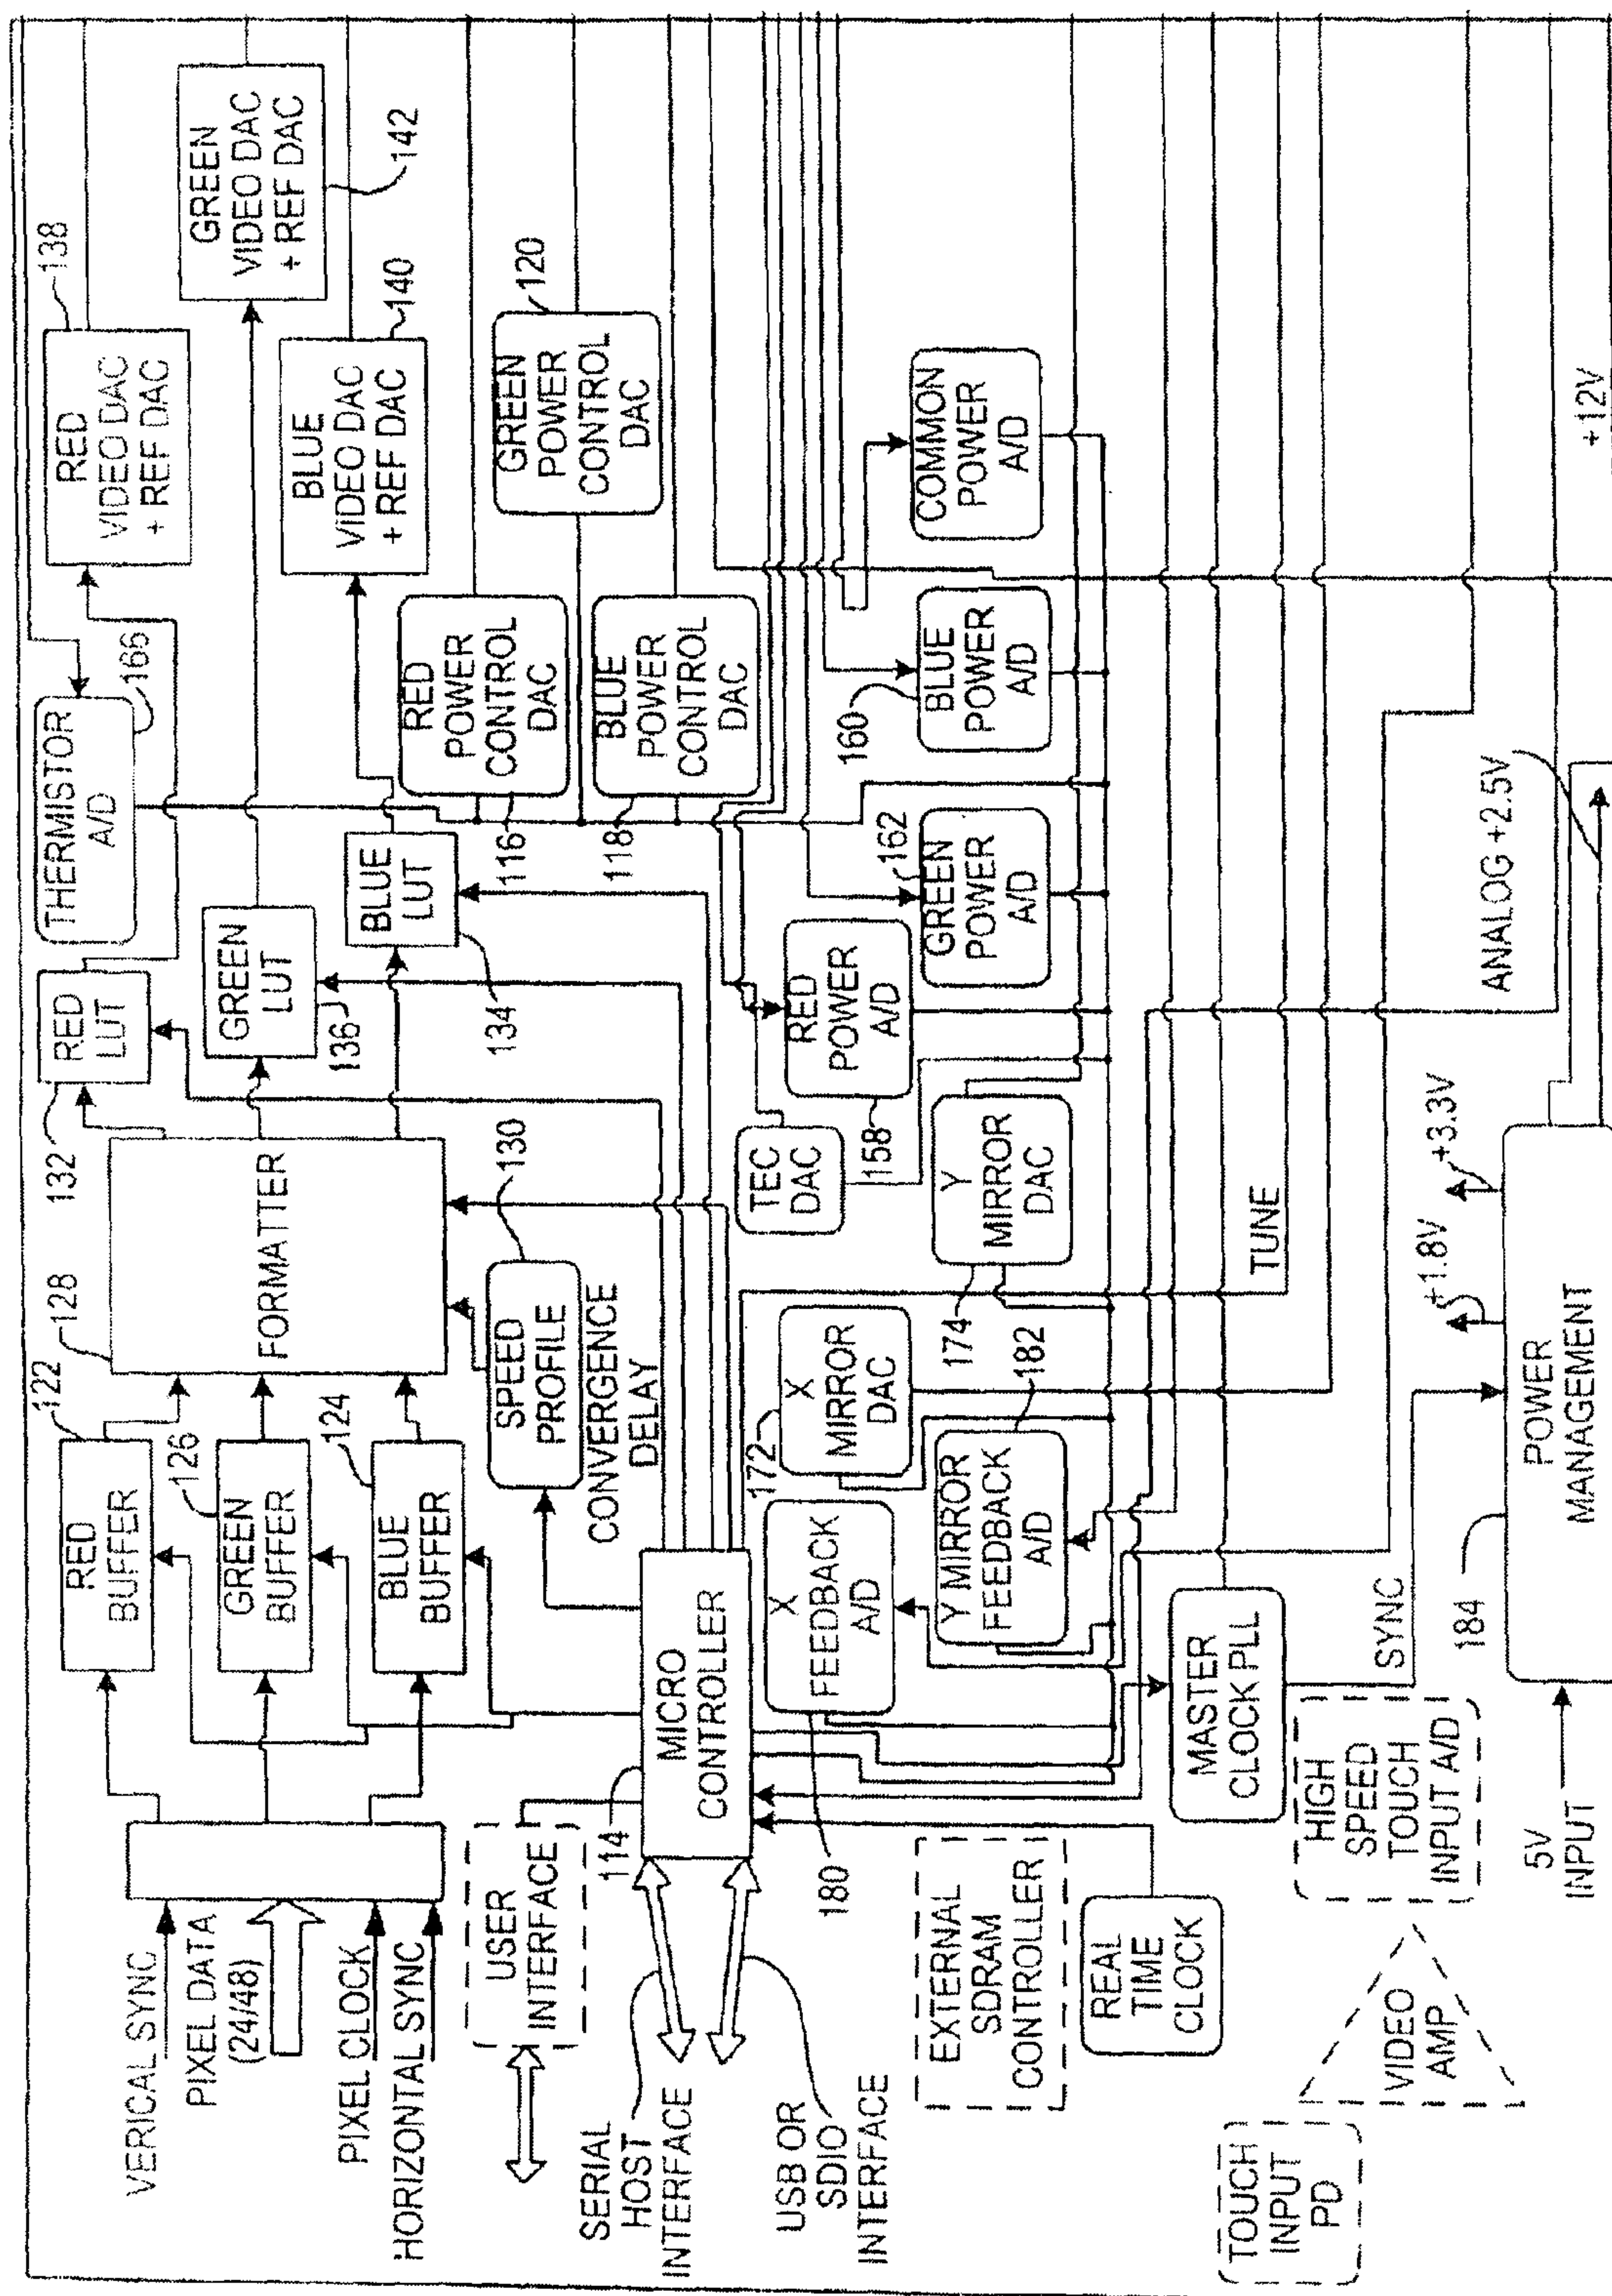 VERICAL SYNC
PIXEL DATA
(24/48)
PIXEL CLOCK
HORIZONTAL SYNC
USER
INTERFACE
SERIAL
HOST
INTERFACE
USB OR
SDIO
INTERFACE
122
RED
BUFFER
126
GREEN
BUFFER
124
BLUE
BUFFER
128
FORMATTER
130
SPEED
PROFILE
CONVERGENCE
DELAY
114
MICRO
CONTROLLER
132
RED
LUT
GREEN
LUT
136
BLUE
LUT
134
THERMISTOR
A/D
166
RED
VIDEO DAC
+ REF DAC
138
GREEN
VIDEO DAC
+ REF DAC
142
BLUE
VIDEO DAC
+ REF DAC
140
RED
POWER
CONTROL
DAC
116
GREEN
POWER
CONTROL
DAC
120
BLUE
POWER
CONTROL
DAC
118
TEC
DAC
RED
POWER
A/D
158
GREEN
POWER
A/D
162
BLUE
POWER
A/D
160
COMMON
POWER
A/D
X
FEEDBACK
A/D
180
X
MIRROR
DAC
172
Y MIRROR
FEEDBACK
A/D
182
Y
MIRROR
DAC
174
EXTERNAL
SDRAM
CONTROLLER
REAL
TIME
CLOCK
MASTER
CLOCK PLL
TUNE
SYNC
TOUCH
INPUT
PD
VIDEO
AMP
HIGH
SPEED
TOUCH
INPUT A/D
5V
INPUT
184
POWER
MANAGEMENT
+1.8V
+3.3V
ANALOG +2.5V
+12V